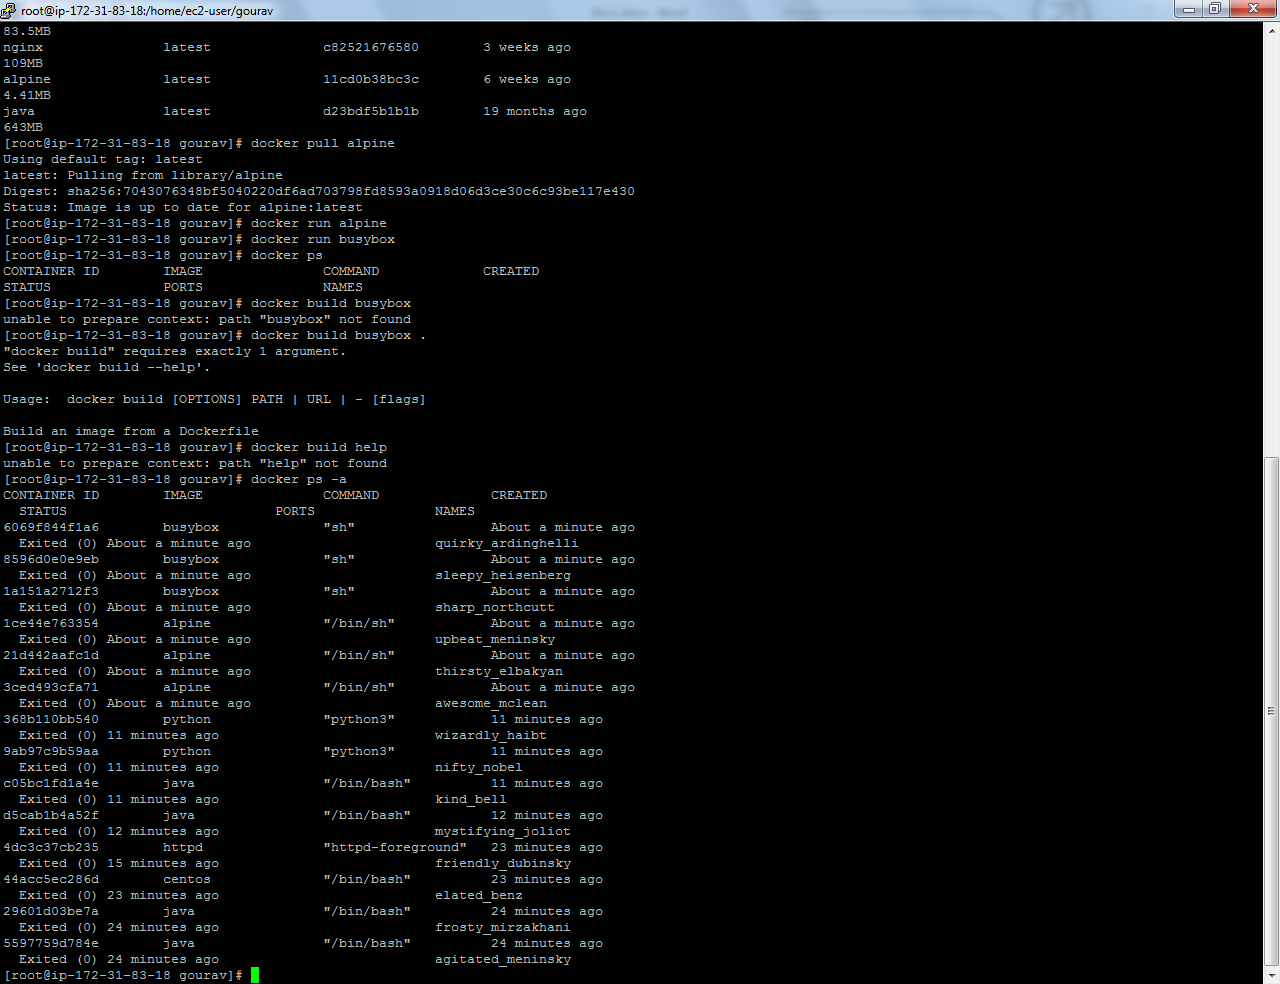 root@ip-172-31-83-18:/home/ec2-user/gourav
83.5MB
nginx latest c82521676580 3 weeks ago
109MB
alpine latest 11cd0b38bc3c 6 weeks ago
4.41MB
java latest d23bdf5b1b1b 19 months ago
643MB
[root@ip-172-31-83-18 gourav]# docker pull alpine
Using default tag: latest
latest: Pulling from library/alpine
Digest: sha256:7043076348bf5040220df6ad703798fd8593a0918d06d3ce30c6c93be117e430
Status: Image is up to date for alpine:latest
[root@ip-172-31-83-18 gourav]# docker run alpine
[root@ip-172-31-83-18 gourav]# docker run busybox
[root@ip-172-31-83-18 gourav]# docker ps
CONTAINER ID IMAGE COMMAND CREATED
STATUS PORTS NAMES
[root@ip-172-31-83-18 gourav]# docker build busybox
unable to prepare context: path "busybox" not found
[root@ip-172-31-83-18 gourav]# docker build busybox .
"docker build" requires exactly 1 argument.
See 'docker build --help'.
Usage: docker build [OPTIONS] PATH | URL | - [flags]
Build an image from a Dockerfile
[root@ip-172-31-83-18 gourav]# docker build help
unable to prepare context: path "help" not found
[root@ip-172-31-83-18 gourav]# docker ps -a
CONTAINER ID IMAGE COMMAND CREATED
STATUS PORTS NAMES
6069f844f1a6 busybox "sh" About a minute ago
Exited (0) About a minute ago quirky_ardinghelli
8596d0e0e9eb busybox "sh" About a minute ago
Exited (0) About a minute ago sleepy_heisenberg
1a151a2712f3 busybox "sh" About a minute ago
Exited (0) About a minute ago sharp_northcutt
1ce44e763354 alpine "/bin/sh" About a minute ago
Exited (0) About a minute ago upbeat_meninsky
21d442aafc1d alpine "/bin/sh" About a minute ago
Exited (0) About a minute ago thirsty_elbakyan
3ced493cfa71 alpine "/bin/sh" About a minute ago
Exited (0) About a minute ago awesome_mclean
368b110bb540 python "python3" 11 minutes ago
Exited (0) 11 minutes ago wizardly_haibt
9ab97c9b59aa python "python3" 11 minutes ago
Exited (0) 11 minutes ago nifty_nobel
c05bc1fd1a4e java "/bin/bash" 11 minutes ago
Exited (0) 11 minutes ago kind_bell
d5cab1b4a52f java "/bin/bash" 12 minutes ago
Exited (0) 12 minutes ago mystifying_joliot
4dc3c37cb235 httpd "httpd-foreground" 23 minutes ago
Exited (0) 15 minutes ago friendly_dubinsky
44acc5ec286d centos "/bin/bash" 23 minutes ago
Exited (0) 23 minutes ago elated_benz
29601d03be7a java "/bin/bash" 24 minutes ago
Exited (0) 24 minutes ago frosty_mirzakhani
5597759d784e java "/bin/bash" 24 minutes ago
Exited (0) 24 minutes ago agitated_meninsky
[root@ip-172-31-83-18 gourav]#